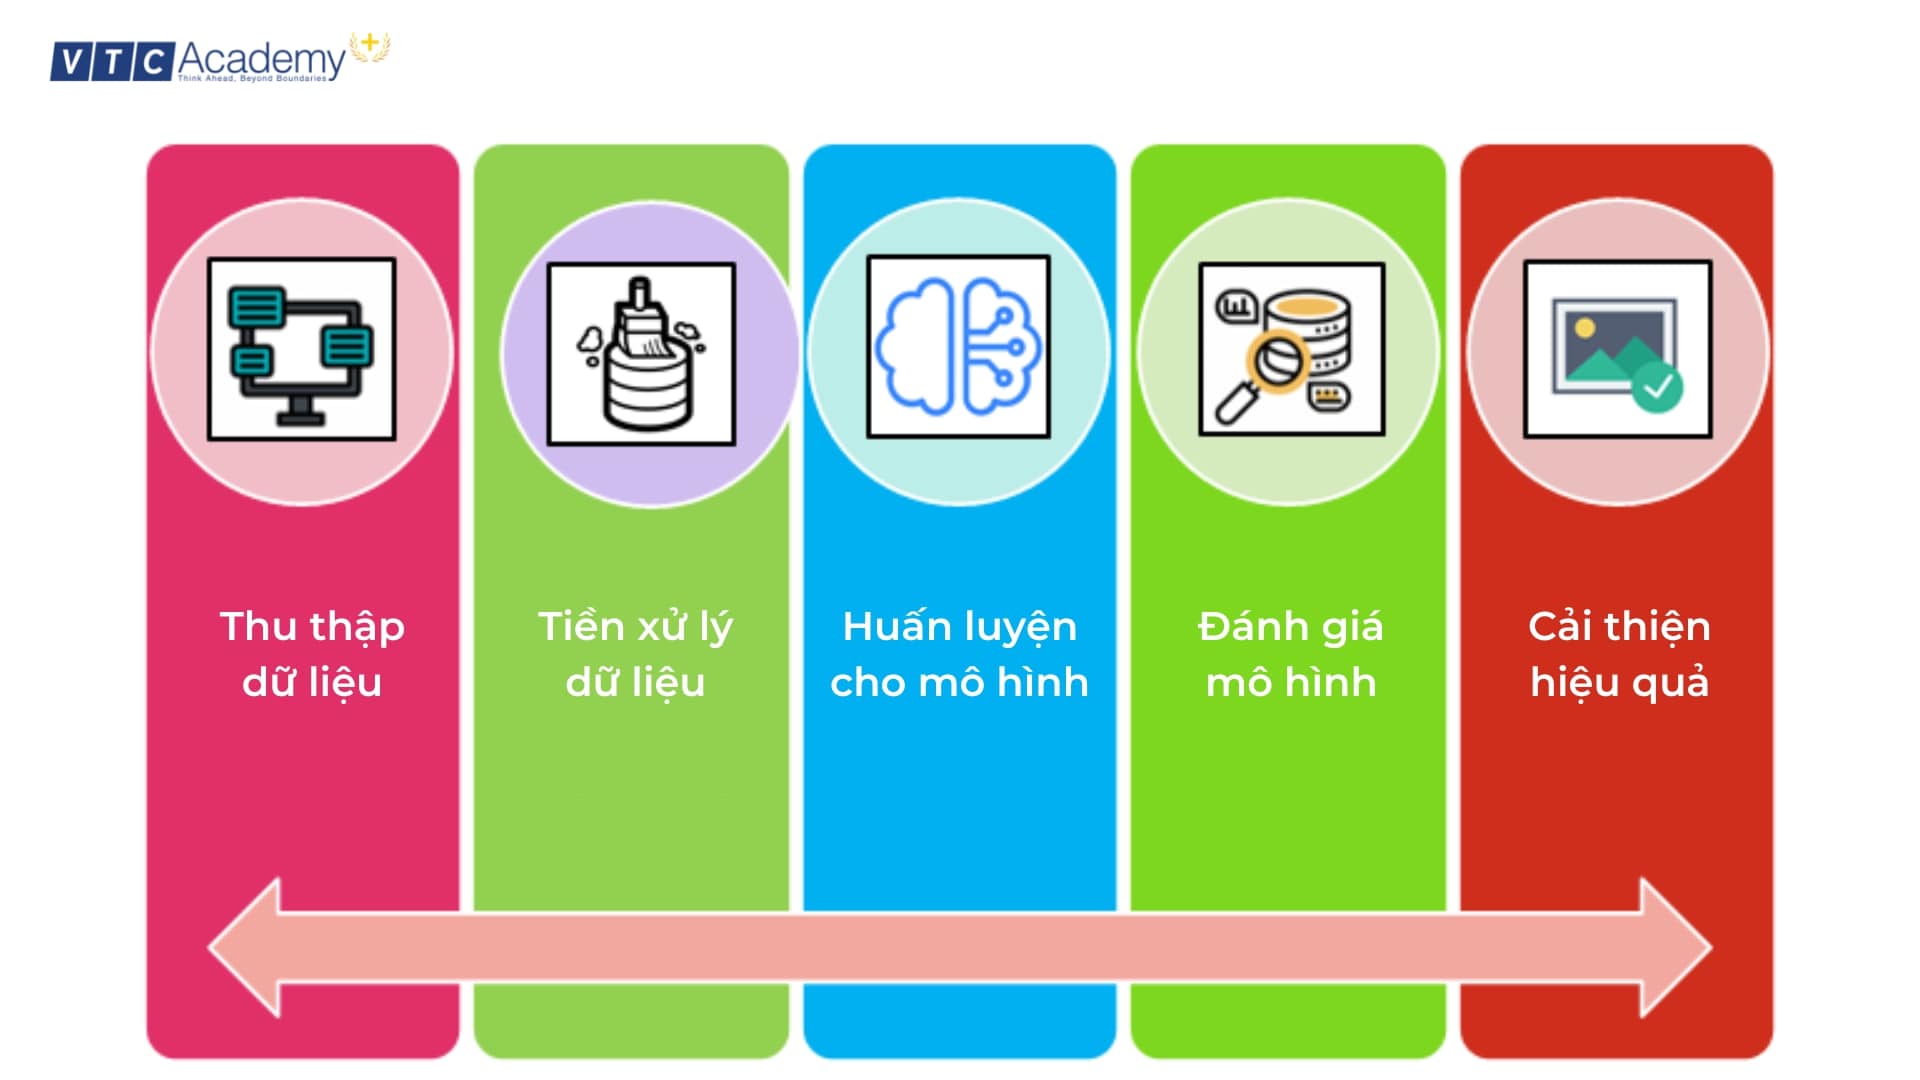 VTC Academy+
Think Ahead, Beyond Boundaries
Thu thập
dữ liệu
Tiền xử lý
dữ liệu
Huấn luyện
cho mô hình
Đánh giá
mô hình
Cải thiện
hiệu quả